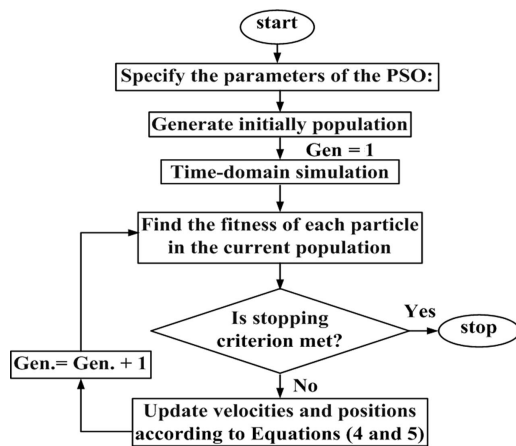 start
Specify the parameters of the PSO:
Generate initially population
Gen = 1
Time-domain simulation
Find the fitness of each particle
in the current population
Is stopping
criterion met?
Yes
stop
No
Gen.= Gen. + 1
Update velocities and positions
according to Equations (4 and 5)